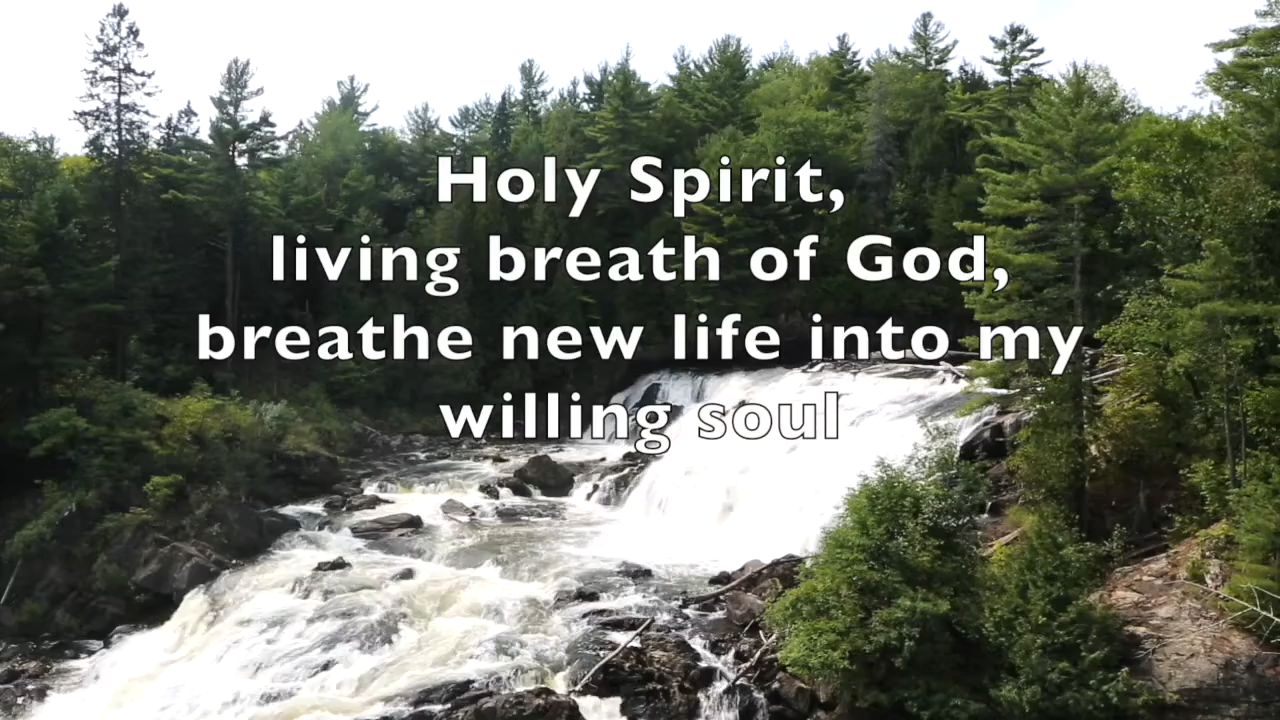 Holy Spirit,
living breath of God,
breathe new life into my
willing soul